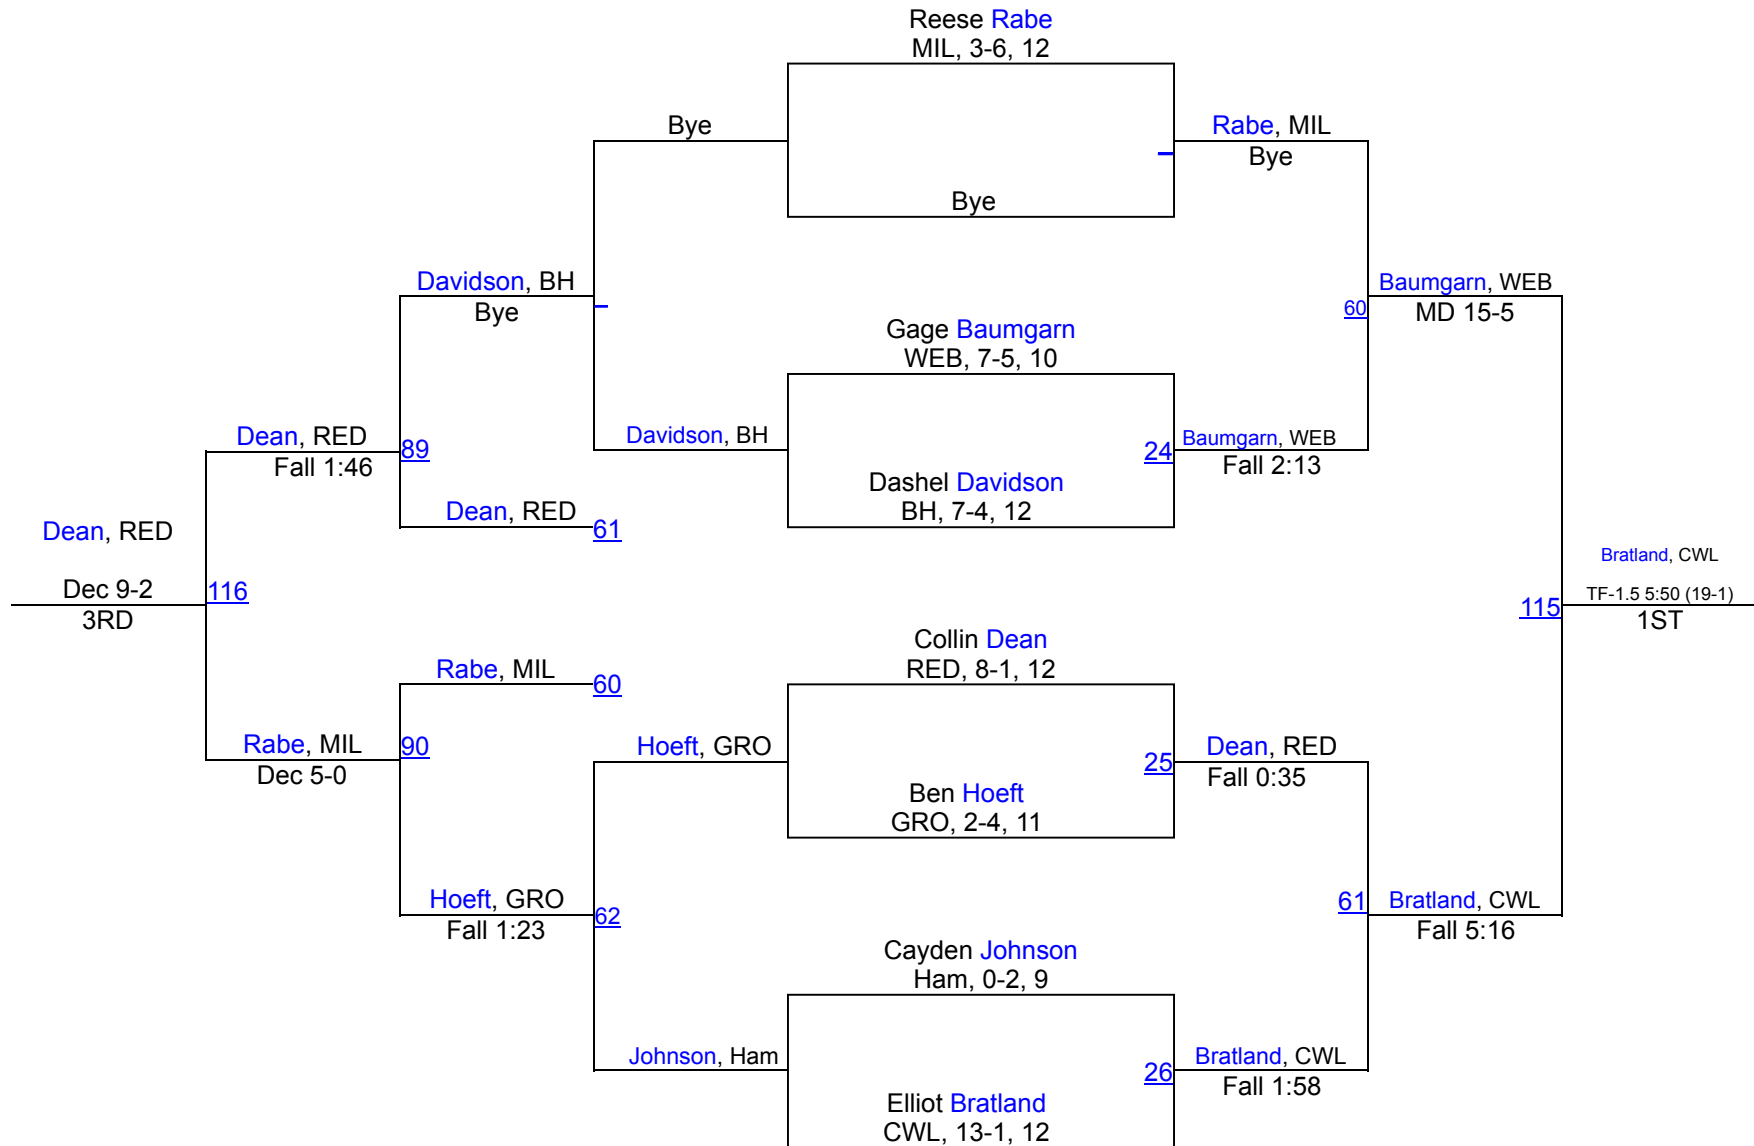 Reese Rabe
MIL, 3-6, 12
Bye
Rabe, MIL
Bye
Bye
Davidson, BH
Bye
Baumgarn, WEB
MD 15-5
60
Gage Baumgarn
WEB, 7-5, 10
Dean, RED
Fall 1:46
89
Davidson, BH
24
Baumgarn, WEB
Fall 2:13
Dashel Davidson
BH, 7-4, 12
Dean, RED
61
Dean, RED
Dec 9-2
3RD
116
Bratland, CWL
TF-1.5 5:50 (19-1)
1ST
115
Collin Dean
RED, 8-1, 12
Rabe, MIL
60
Rabe, MIL
Dec 5-0
90
Hoeft, GRO
25
Dean, RED
Fall 0:35
Ben Hoeft
GRO, 2-4, 11
Hoeft, GRO
Fall 1:23
62
61
Bratland, CWL
Fall 5:16
Cayden Johnson
Ham, 0-2, 9
Johnson, Ham
26
Bratland, CWL
Fall 1:58
Elliot Bratland
CWL, 13-1, 12